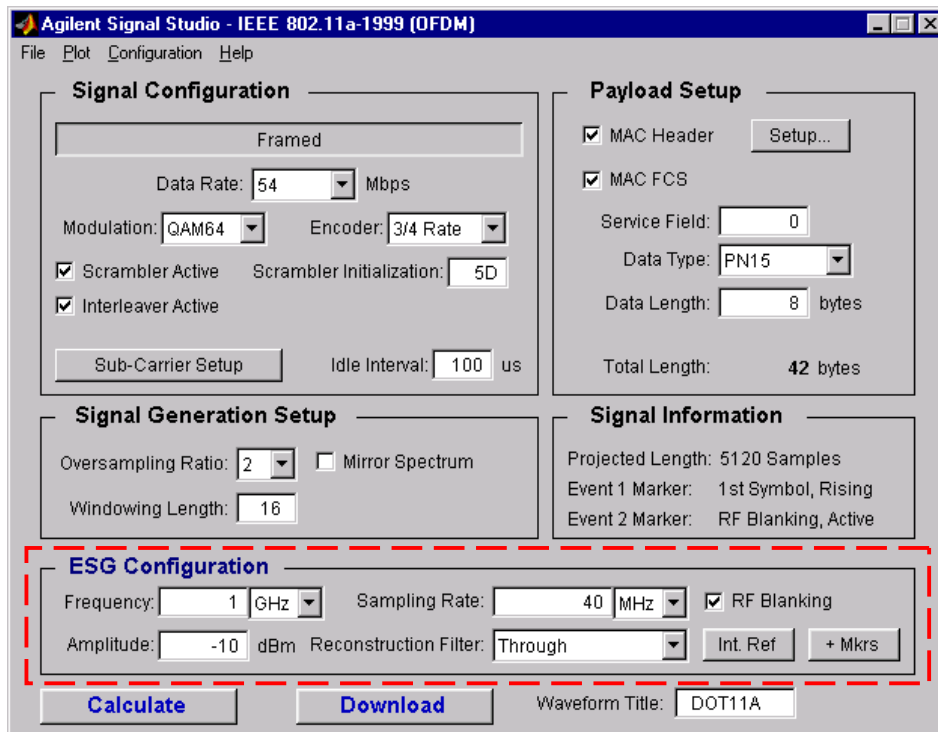 Agilent Signal Studio - IEEE 802.11a-1999 (OFDM)
File Plot Configuration Help
Signal Configuration
Framed
Data Rate: 54 Mbps
Modulation: QAM64 Encoder: 3/4 Rate
Scrambler Active Scrambler Initialization: 5D
Interleaver Active
Sub-Carrier Setup Idle Interval: 100 us
Payload Setup
MAC Header Setup...
MAC FCS
Service Field: 0
Data Type: PN15
Data Length: 8 bytes
Total Length: 42 bytes
Signal Generation Setup
Oversampling Ratio: 2 Mirror Spectrum
Windowing Length: 16
Signal Information
Projected Length: 5120 Samples
Event 1 Marker: 1st Symbol, Rising
Event 2 Marker: RF Blanking, Active
ESG Configuration
Frequency: 1 GHz Sampling Rate: 40 MHz RF Blanking
Amplitude: -10 dBm Reconstruction Filter: Through Int. Ref + Mkrs
Calculate Download Waveform Title: DOT11A